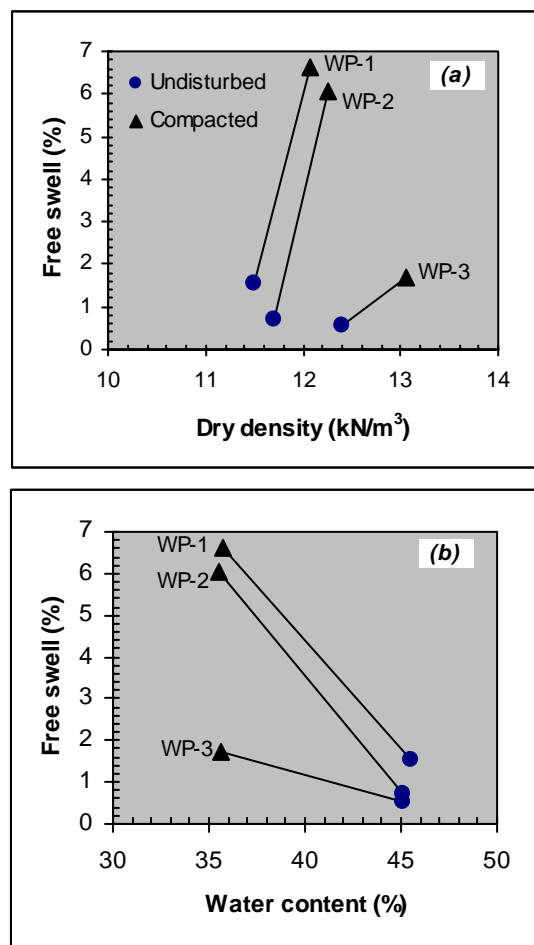 (a)
7
6
5
4
3
2
1
0
Free swell (%)
Undisturbed
Compacted
WP-1
WP-2
WP-3
10 11 12 13 14
Dry density (kN/m³)
(b)
7
6
5
4
3
2
1
0
Free swell (%)
WP-1
WP-2
WP-3
30 35 40 45 50
Water content (%)